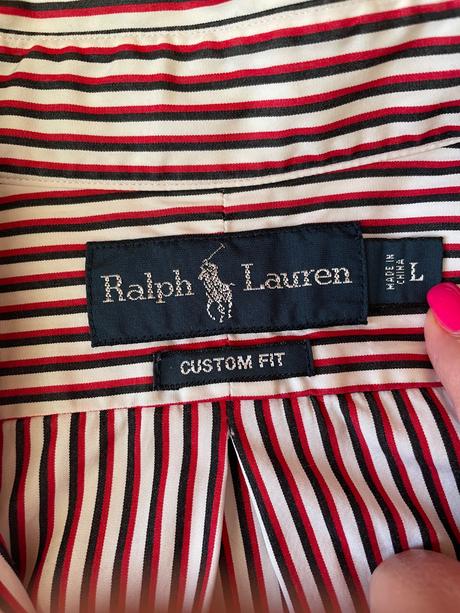 Ralph Lauren
MADE IN
CHINA
L
CUSTOM FIT